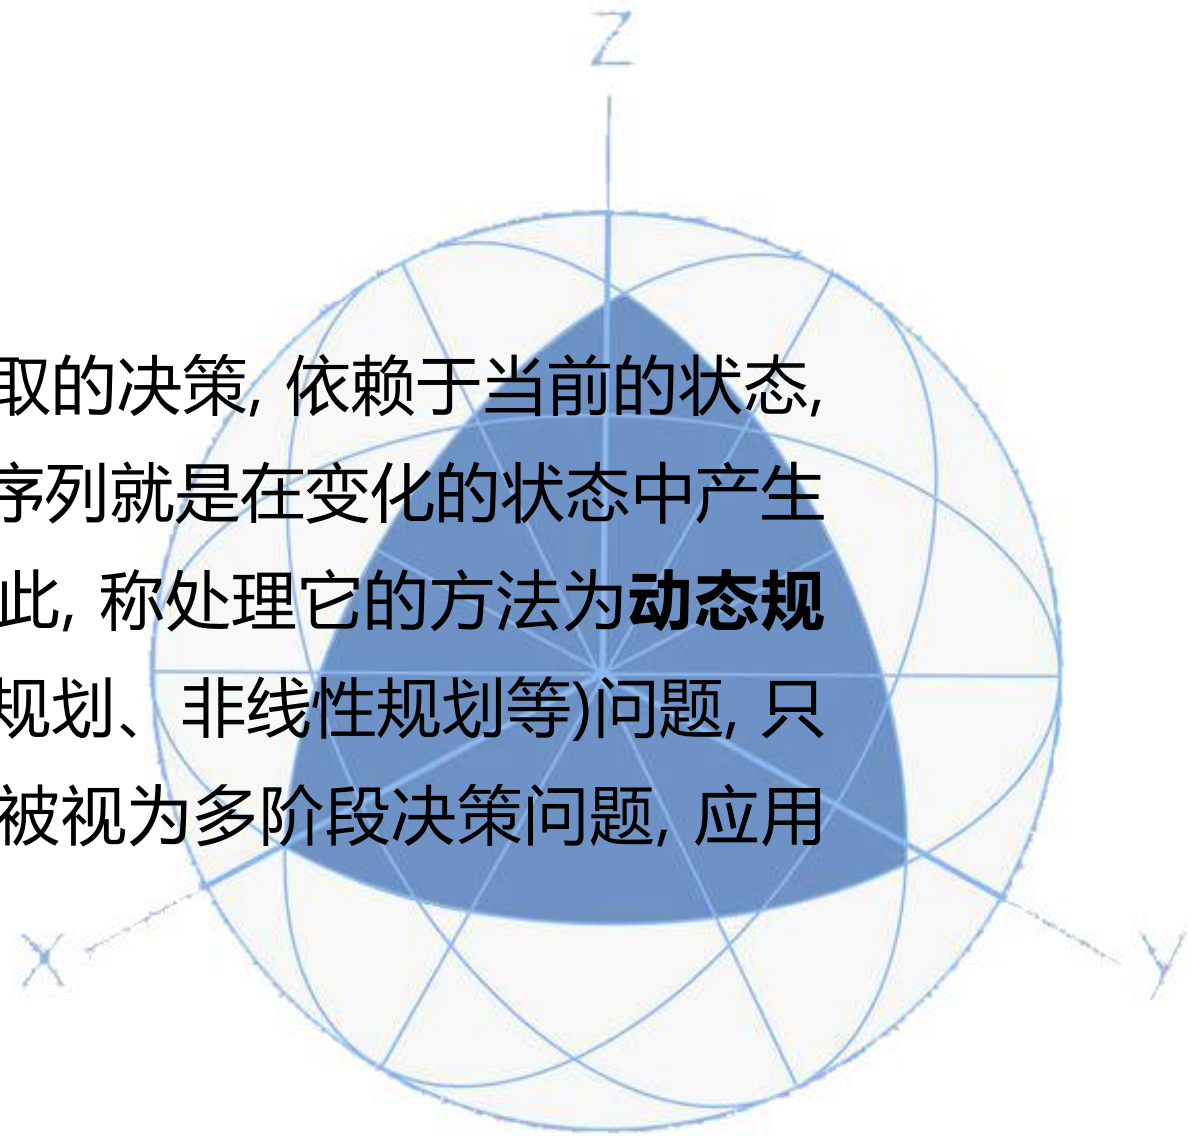 Z
取的决策, 依赖于当前的状态,
序列就是在变化的状态中产生
此, 称处理它的方法为动态规
规划、非线性规划等)问题, 只
被视为多阶段决策问题, 应用
X
Y